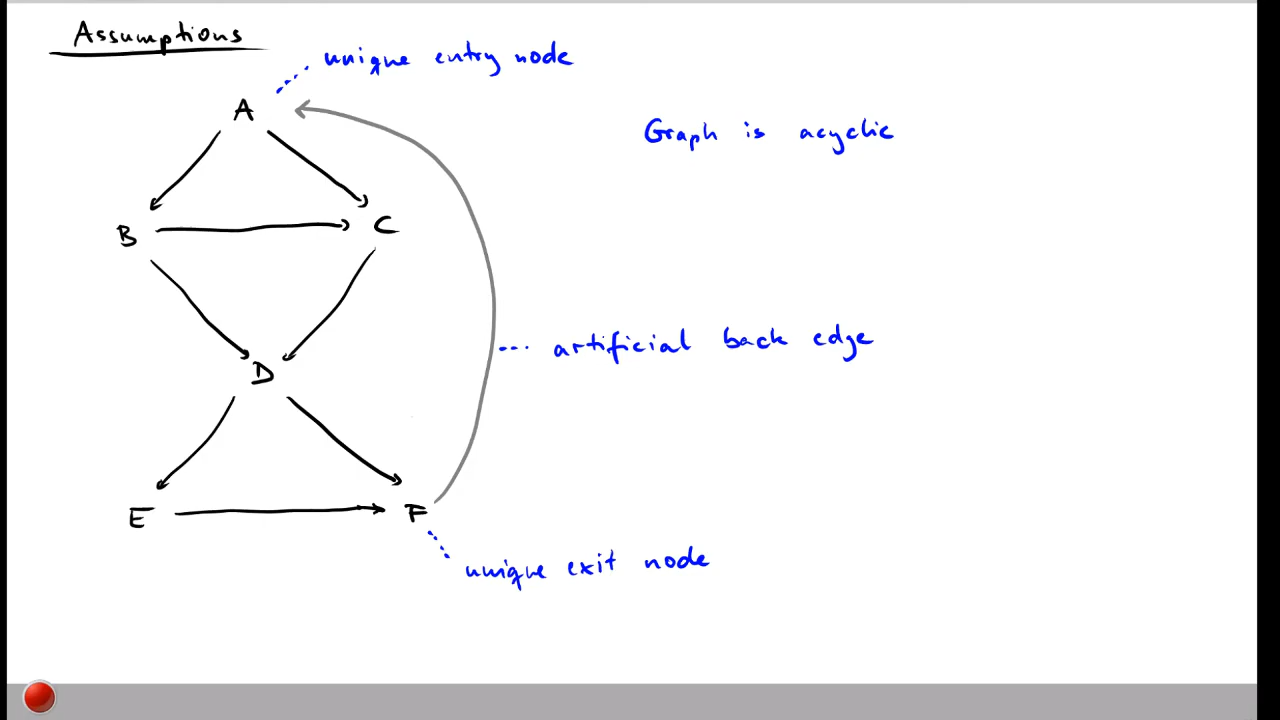 Assumptions
unique entry node
A
Graph is acyclic
B
C
... artificial back edge
D
E
F
unique exit node